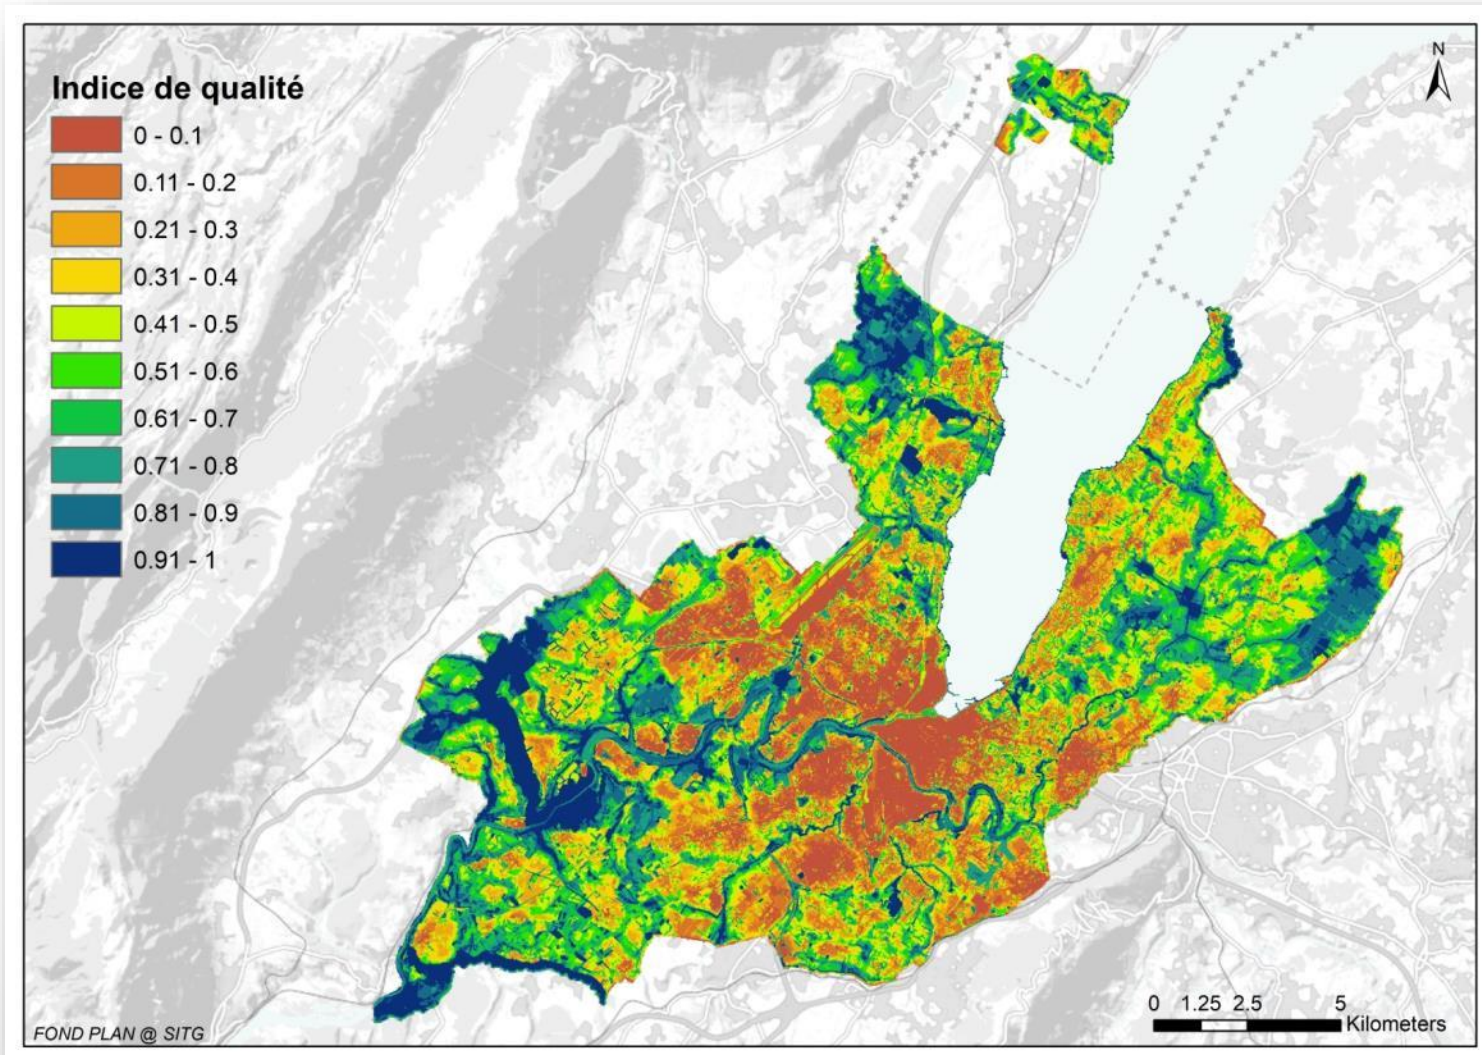 Indice de qualité
0 - 0.1
0.11 - 0.2
0.21 - 0.3
0.31 - 0.4
0.41 - 0.5
0.51 - 0.6
0.61 - 0.7
0.71 - 0.8
0.81 - 0.9
0.91 - 1
N
0 1.25 2.5 5
Kilometers
FOND PLAN @ SITG